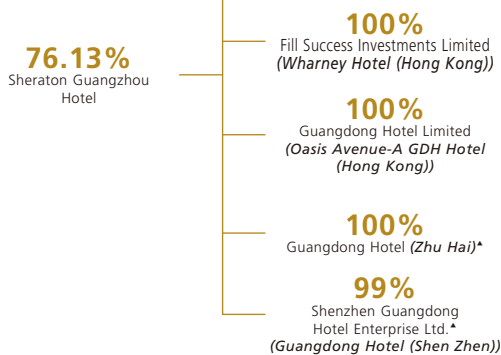 76.13%
Sheraton Guangzhou
Hotel
100%
Fill Success Investments Limited
(Wharney Hotel (Hong Kong))
100%
Guangdong Hotel Limited
(Oasis Avenue-A GDH Hotel
(Hong Kong))
100%
Guangdong Hotel (Zhu Hai)▲
99%
Shenzhen Guangdong
Hotel Enterprise Ltd.▲
(Guangdong Hotel (Shen Zhen))